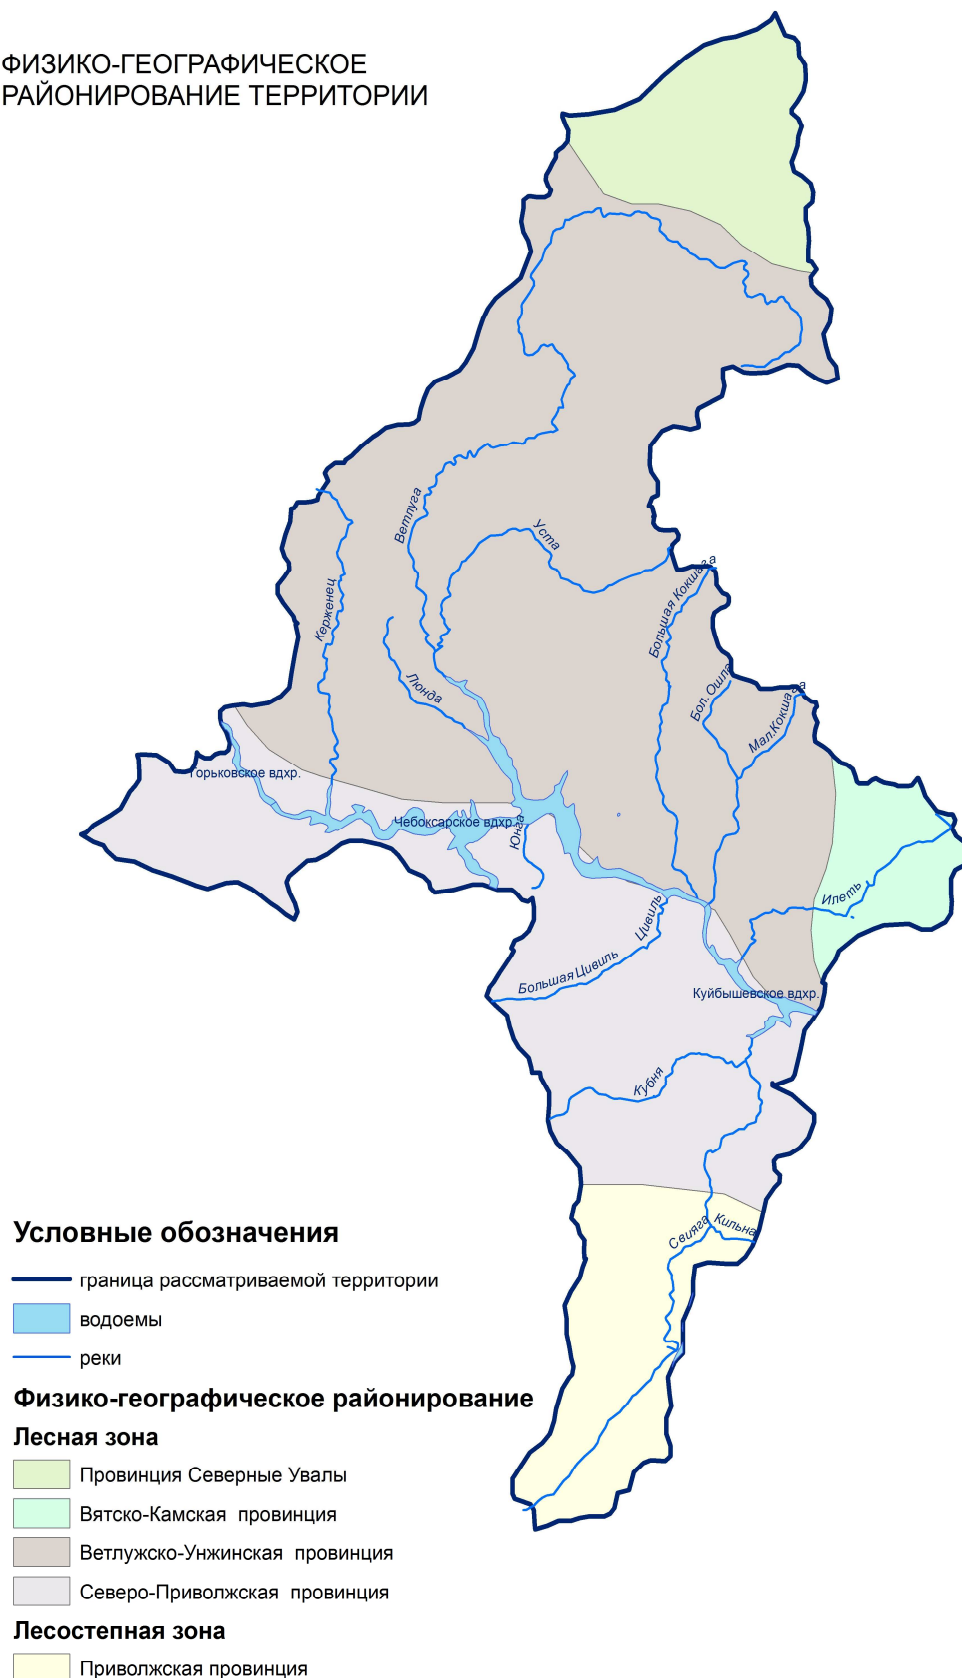 ФИЗИКО-ГЕОГРАФИЧЕСКОЕ
РАЙОНИРОВАНИЕ ТЕРРИТОРИИ
Ветлуга
Уста
Керженец
Большая Кокшага
Люнда
Бол. Ошла
Мал.Кокшага
Горьковское вдхр.
Чебоксарское вдхр.
Юнга
Илеть
Цивиль
Большая Цивиль
Куйбышевское вдхр.
Кубня
Свияга
Кильна
Условные обозначения
граница рассматриваемой территории
водоемы
реки
Физико-географическое районирование
Лесная зона
Провинция Северные Увалы
Вятско-Камская провинция
Ветлужско-Унжинская провинция
Северо-Приволжская провинция
Лесостепная зона
Приволжская провинция